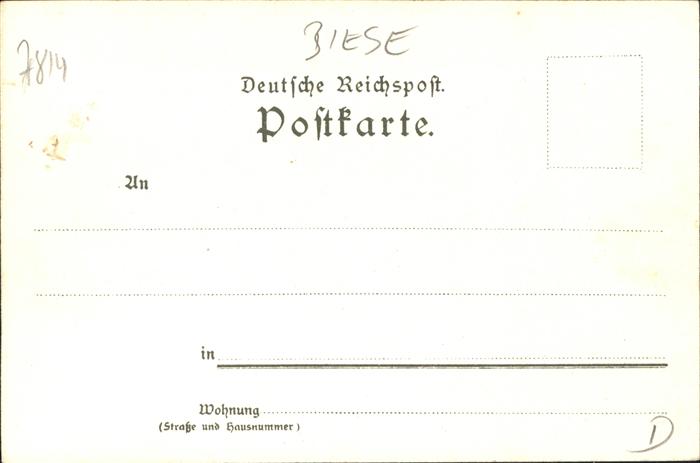 BIESE
7814
Deutsche Reichspost.
Postkarte.
An
in
Wohnung
(Straße und Hausnummer)
D